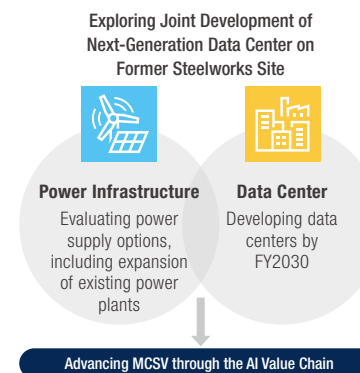 Exploring Joint Development of
Next-Generation Data Center on
Former Steelworks Site
Power Infrastructure
Evaluating power
supply options,
including expansion
of existing power
plants
Data Center
Developing data
centers by
FY2030
Advancing MCSV through the AI Value Chain